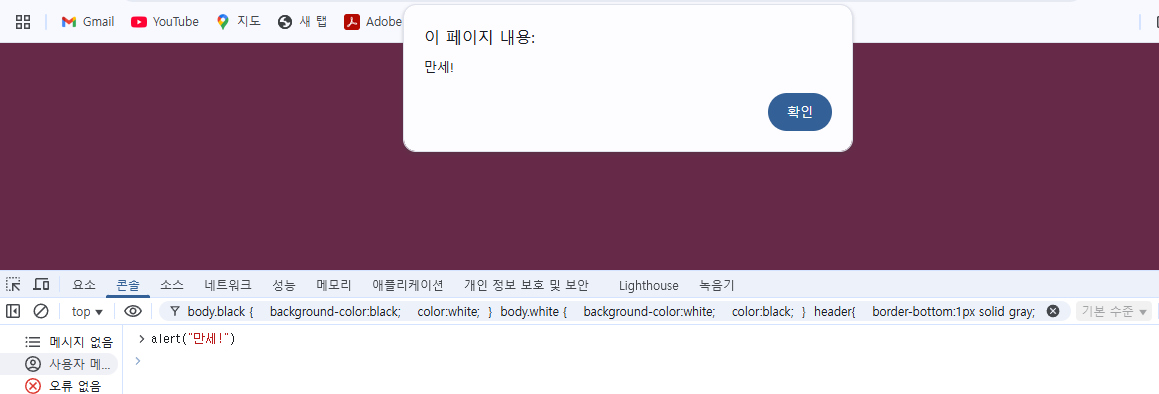 Gmail YouTube 지도 새 탭 Adobe
이 페이지 내용:
만세!
확인
요소 콘솔 소스 네트워크 성능 메모리 애플리케이션 개인 정보 보호 및 보안 Lighthouse 녹음기
top body.black { background-color:black; color:white; } body.white { background-color:white; color:black; } header{ border-bottom:1px solid gray; 기본 수준
메시지 없음
> alert("만세!")
사용자 메...
>
오류 없음